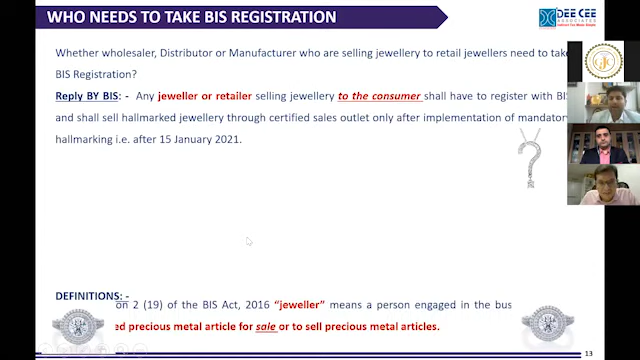 WHO NEEDS TO TAKE BIS REGISTRATION
DEE CEE
ASSOCIATES
Whether wholesaler, Distributor or Manufacturer who are selling jewellery to retail jewellers need to take
BIS Registration?
Reply BY BIS: - Any jeweller or retailer selling jewellery to the consumer shall have to register with BIS
and shall sell hallmarked jewellery through certified sales outlet only after implementation of mandatory
hallmarking i.e. after 15 January 2021.
DEFINITIONS: -
on 2 (19) of the BIS Act, 2016 “jeweller” means a person engaged in the bus
ed precious metal article for sale or to sell precious metal articles.
13